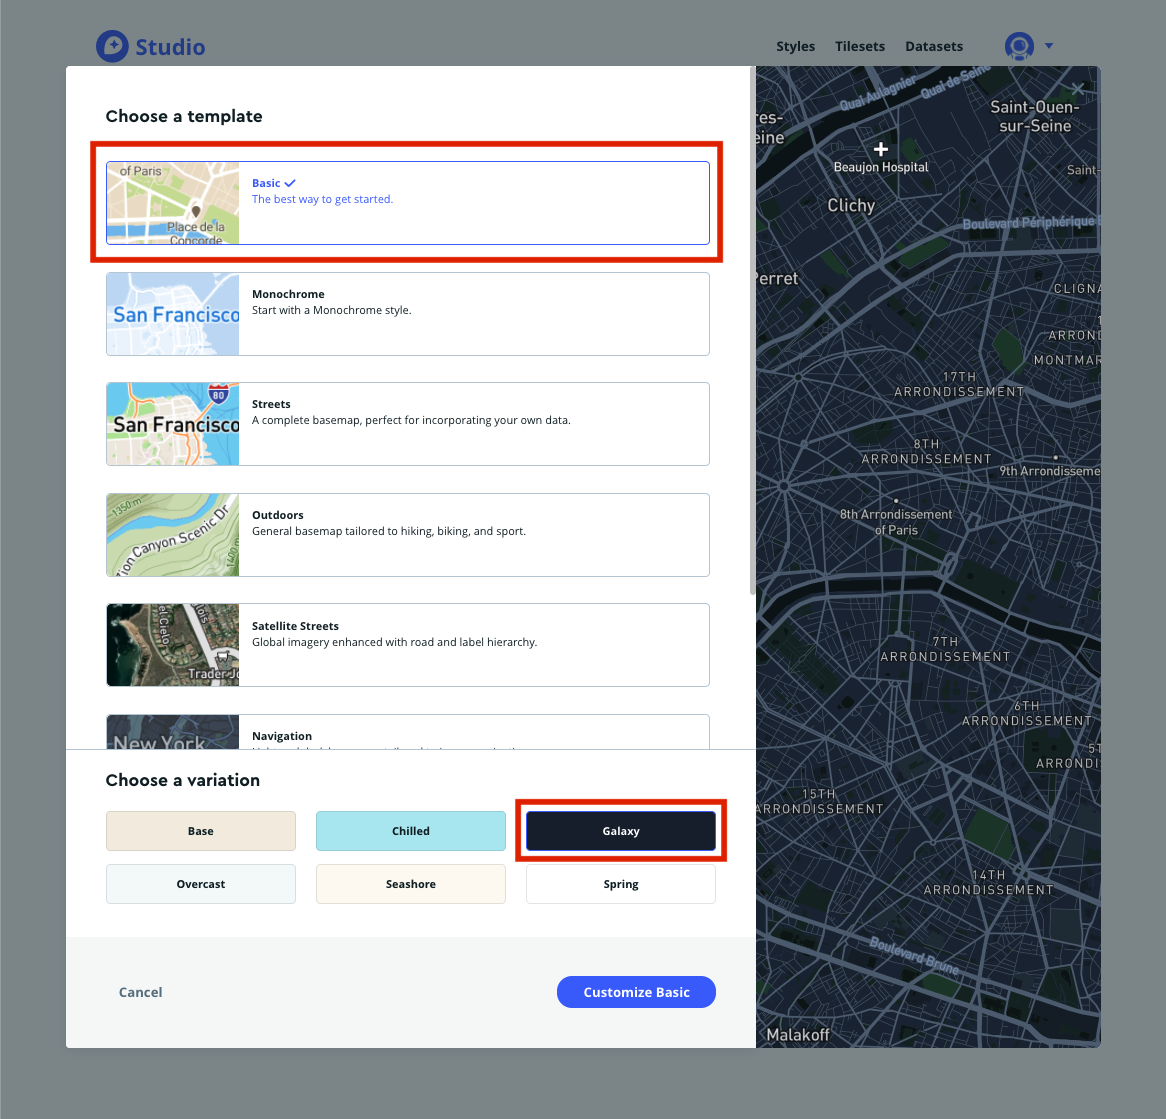 Studio
Styles
Tilesets
Datasets
Choose a template
of Paris
Place de la
Concorde
Basic
The best way to get started.
San Francisco
Monochrome
Start with a Monochrome style.
80
San Francisco
Streets
A complete basemap, perfect for incorporating your own data.
1350 m
Zion Canyon Scenic Dr
1400 m
Outdoors
General basemap tailored to hiking, biking, and sport.
el Cielo
Trader Jo
Satellite Streets
Global imagery enhanced with road and label hierarchy.
New York
Navigation
Choose a variation
Base
Chilled
Galaxy
Overcast
Seashore
Spring
Cancel
Customize Basic
Quai Aulagnier
Quai de Seine
res-
eine
Saint-Ouen-
sur-Seine
Beaujon Hospital
Saint-
Clichy
Boulevard Périphérique E
Perret
CLIGNA
ARROND
MONTMAR
17TH
ARRONDISSEMENT
8TH
ARRONDISSEMENT
9th Arrondisseme
8th Arrondissement
of Paris
7TH
ARRONDISSEMENT
6TH
ARRONDISSEMENT
5T
ARRONDI
15TH
ARRONDISSEMENT
14TH
ARRONDISSEMENT
Boulevard Brune
Malakoff